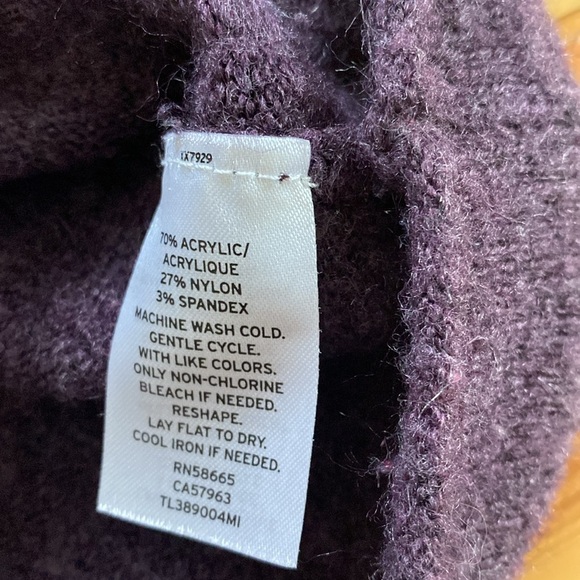 IX7929
70% ACRYLIC/
ACRYLIQUE
27% NYLON
3% SPANDEX
MACHINE WASH COLD.
GENTLE CYCLE.
WITH LIKE COLORS.
ONLY NON-CHLORINE
BLEACH IF NEEDED.
RESHAPE.
LAY FLAT TO DRY.
COOL IRON IF NEEDED.
RN58665
CA57963
TL389004MI